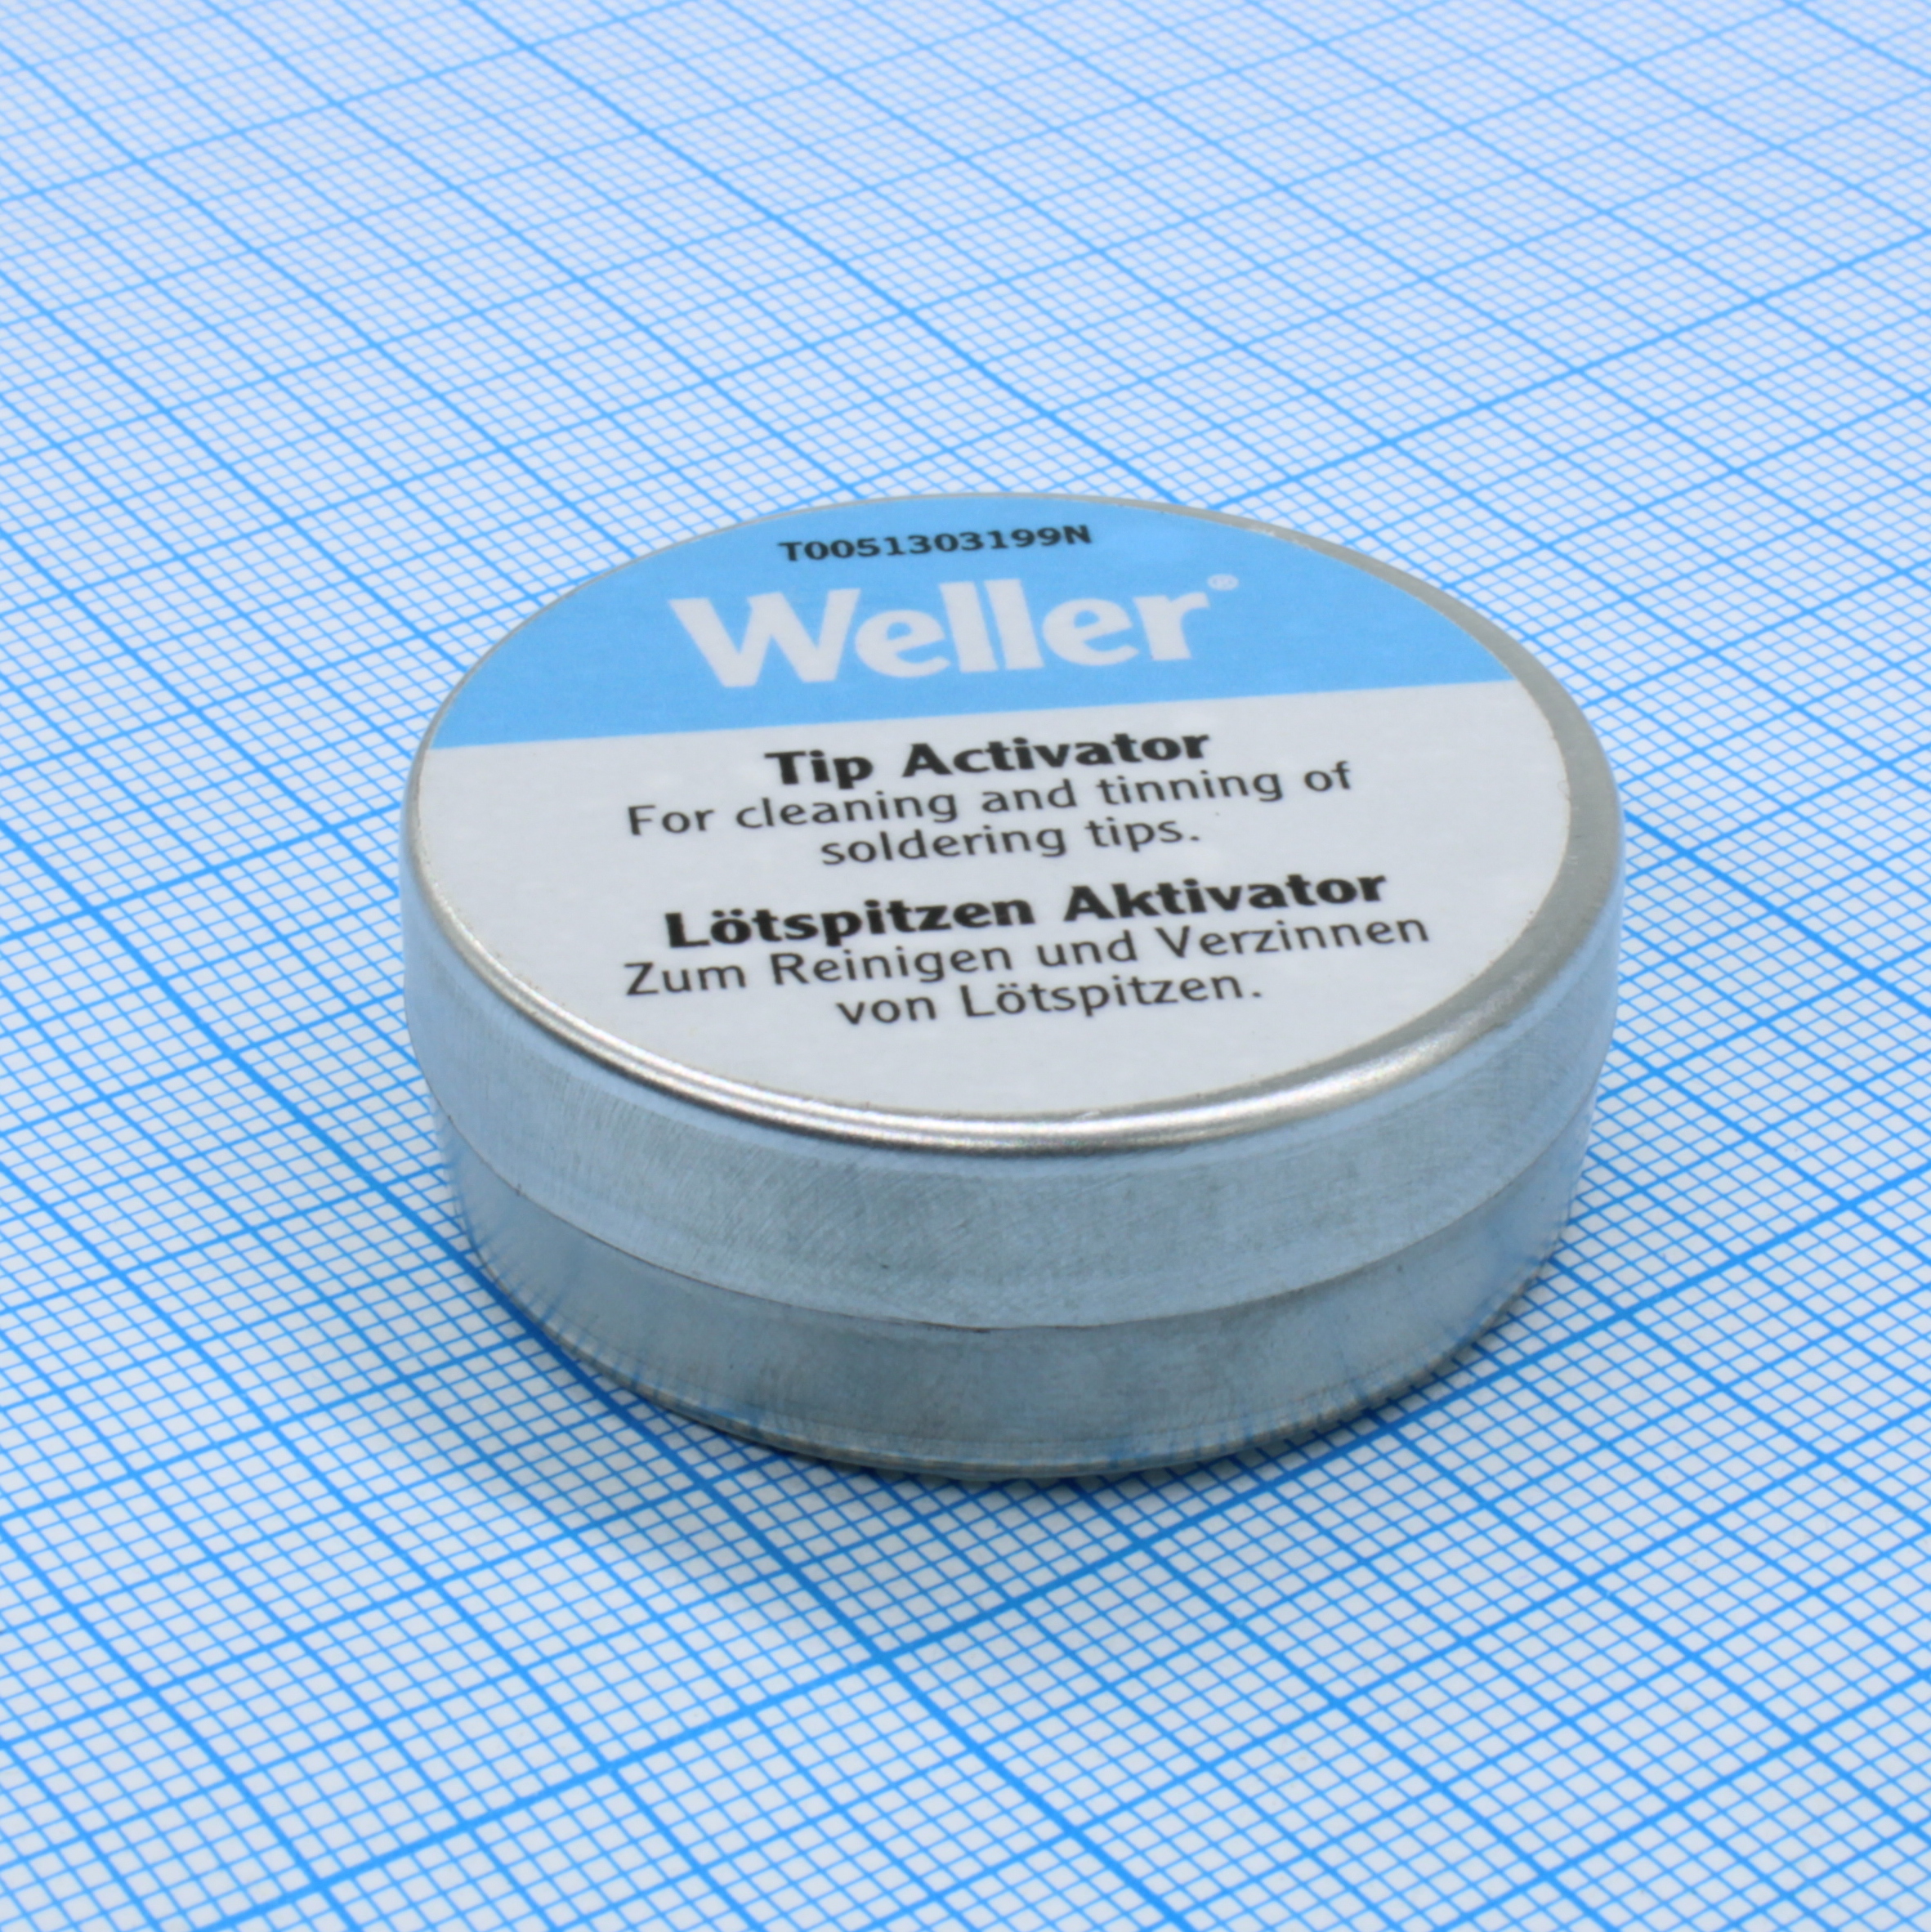 T0051303199N
Weller®
Tip Activator
For cleaning and tinning of
soldering tips.
Lötspitzen Aktivator
Zum Reinigen und Verzinnen
von Lötspitzen.